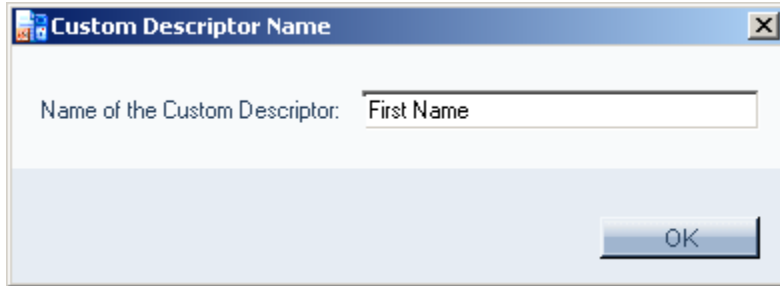 Custom Descriptor Name
Name of the Custom Descriptor: First Name
OK